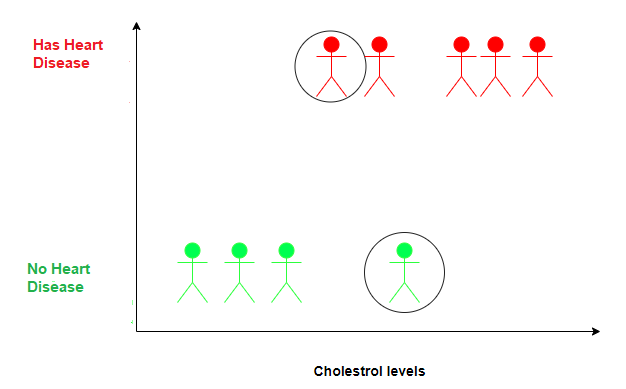 Has Heart
Disease
No Heart
Disease
Cholestrol levels